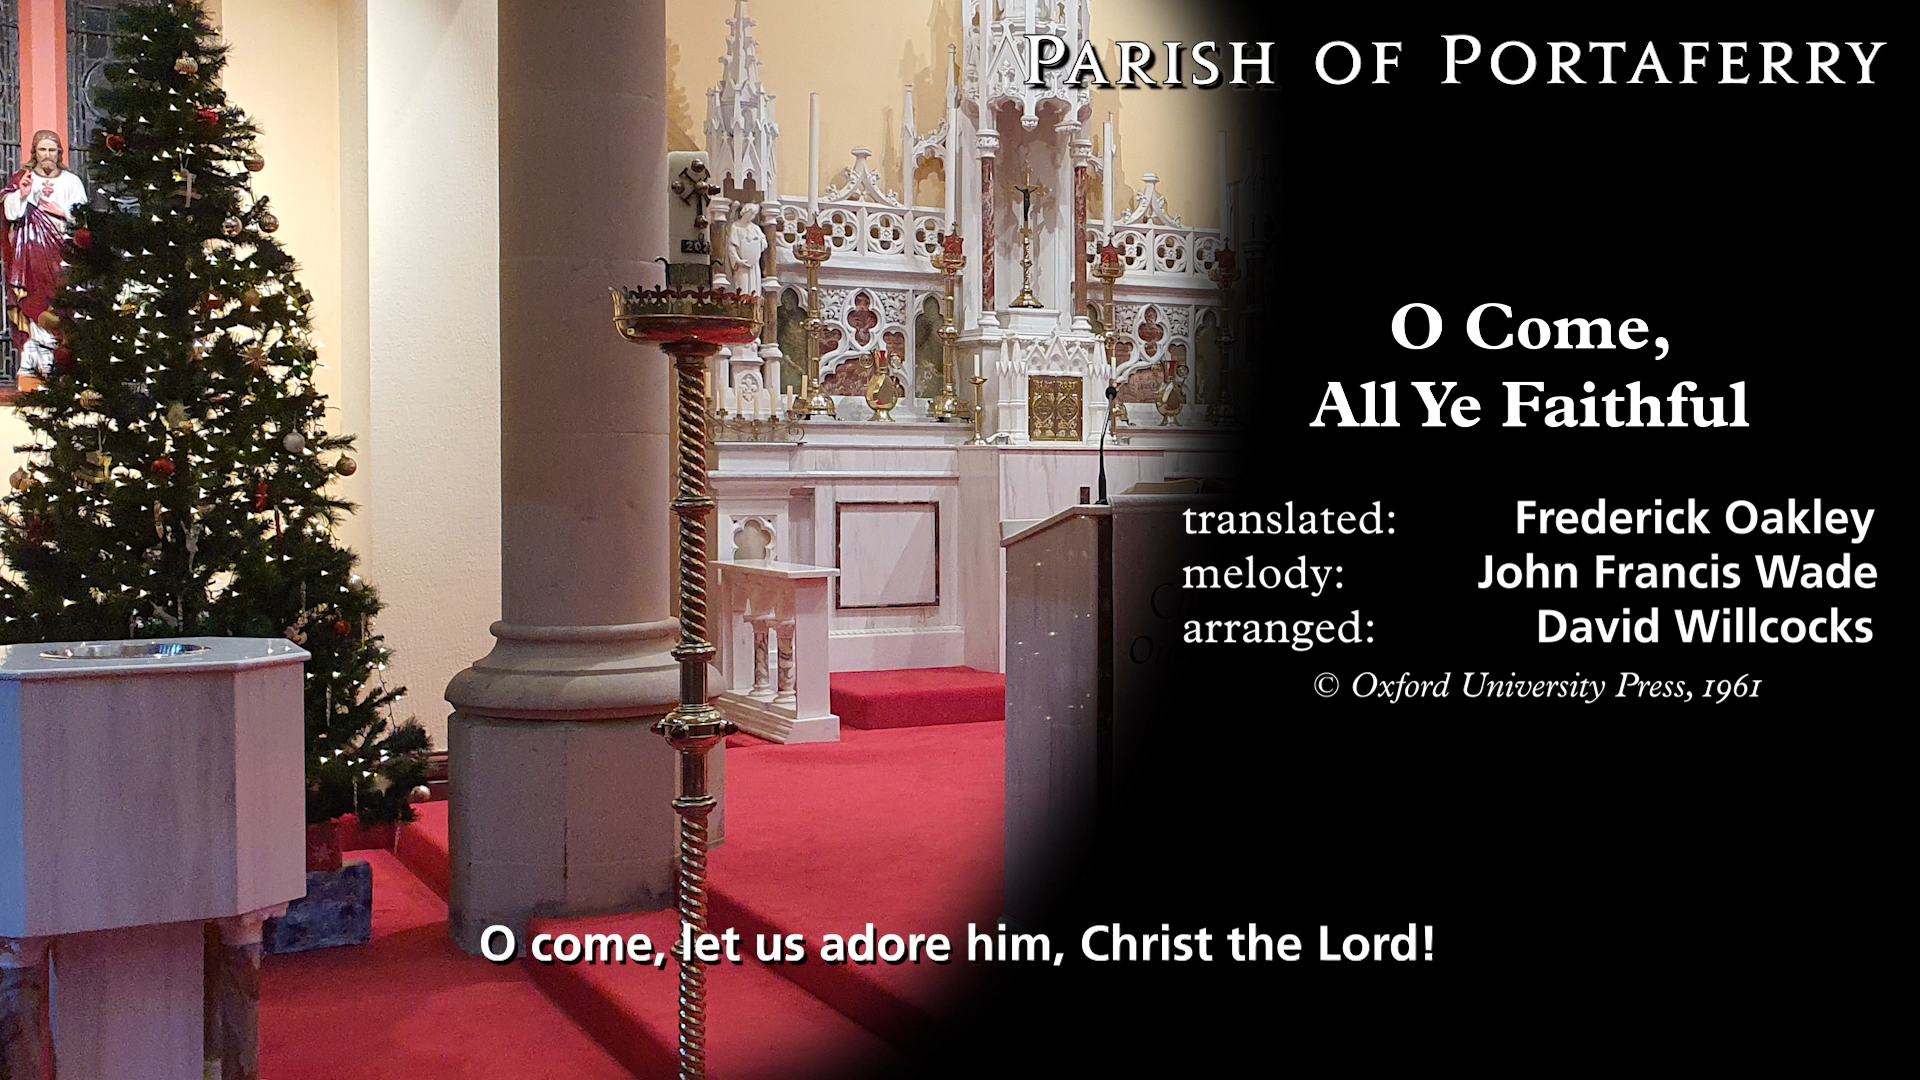 PARISH OF PORTAFERRY
O Come,
All Ye Faithful
translated: Frederick Oakley
melody: John Francis Wade
arranged: David Willcocks
© Oxford University Press, 1961
O come, let us adore him, Christ the Lord!